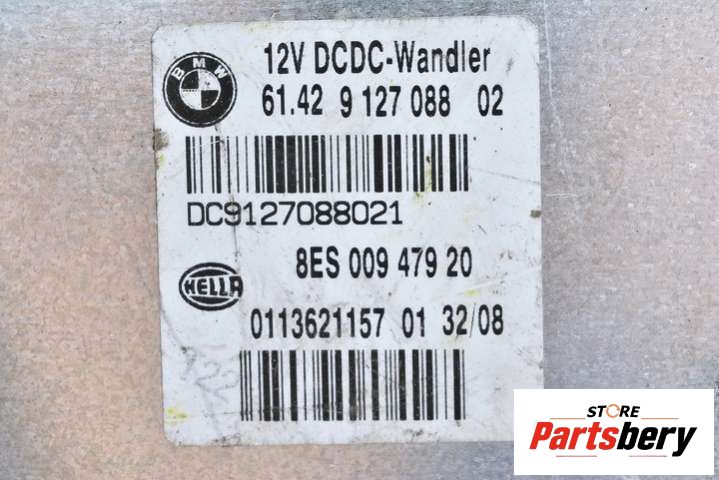 BMW
12V DCDC-Wandler
61.42 9 127 088 02
DC9127088021
8ES 009 479 20
HELLA
0113621157 01 32/08
122
STORE
Partsbery